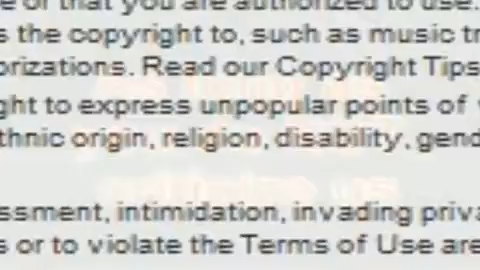 e or that you are authorized to use.
s the copyright to, such as music tr
orizations. Read our Copyright Tips
ght to express unpopular points of v
thnic origin, religion, disability, gend
ssment, intimidation, invading priva
s or to violate the Terms of Use are